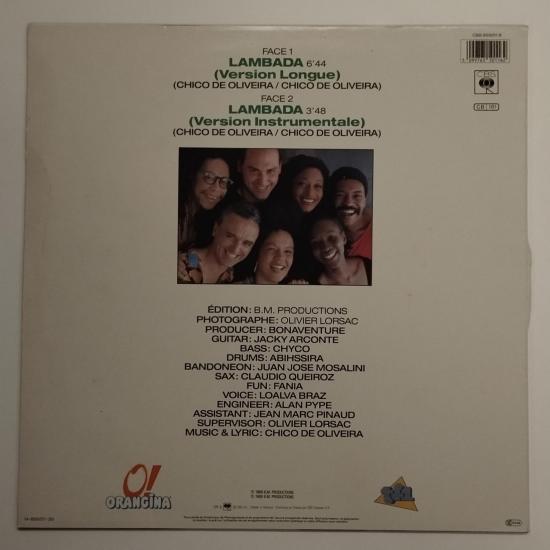 FACE 1
LAMBADA 6'44
(Version Longue)
(CHICO DE OLIVEIRA / CHICO DE OLIVEIRA)
FACE 2
LAMBADA 3'48
(Version Instrumentale)
(CHICO DE OLIVEIRA / CHICO DE OLIVEIRA)
CBS
CB 181
ÉDITION: B.M. PRODUCTIONS
PHOTOGRAPHE: OLIVIER LORSAC
PRODUCER: BONAVENTURE
GUITAR: JACKY ARCONTE
BASS: CHYCO
DRUMS: ABIHSSIRA
BANDONEON: JUAN JOSE MOSALINI
SAX: CLAUDIO QUEIROZ
FUN: FANIA
VOICE: LOALVA BRAZ
ENGINEER: ALAN PYPE
ASSISTANT: JEAN MARC PINAUD
SUPERVISOR: OLIVIER LORSAC
MUSIC & LYRIC: CHICO DE OLIVEIRA
O!
ORANGINA
TF1